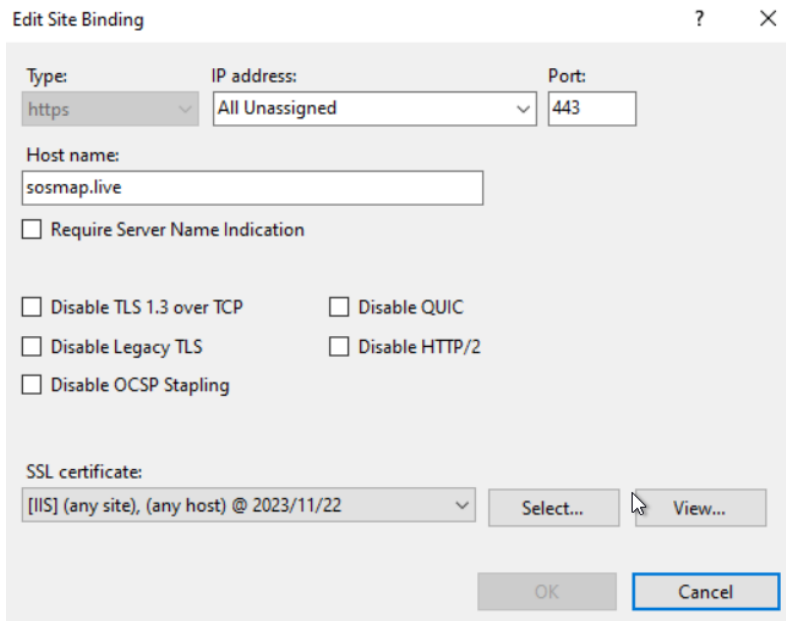 Edit Site Binding ? ×
Type: IP address: Port:
https All Unassigned 443
Host name:
sosmap.live
Require Server Name Indication
Disable TLS 1.3 over TCP Disable QUIC
Disable Legacy TLS Disable HTTP/2
Disable OCSP Stapling
SSL certificate:
[IIS] (any site), (any host) @ 2023/11/22 Select... View...
OK Cancel